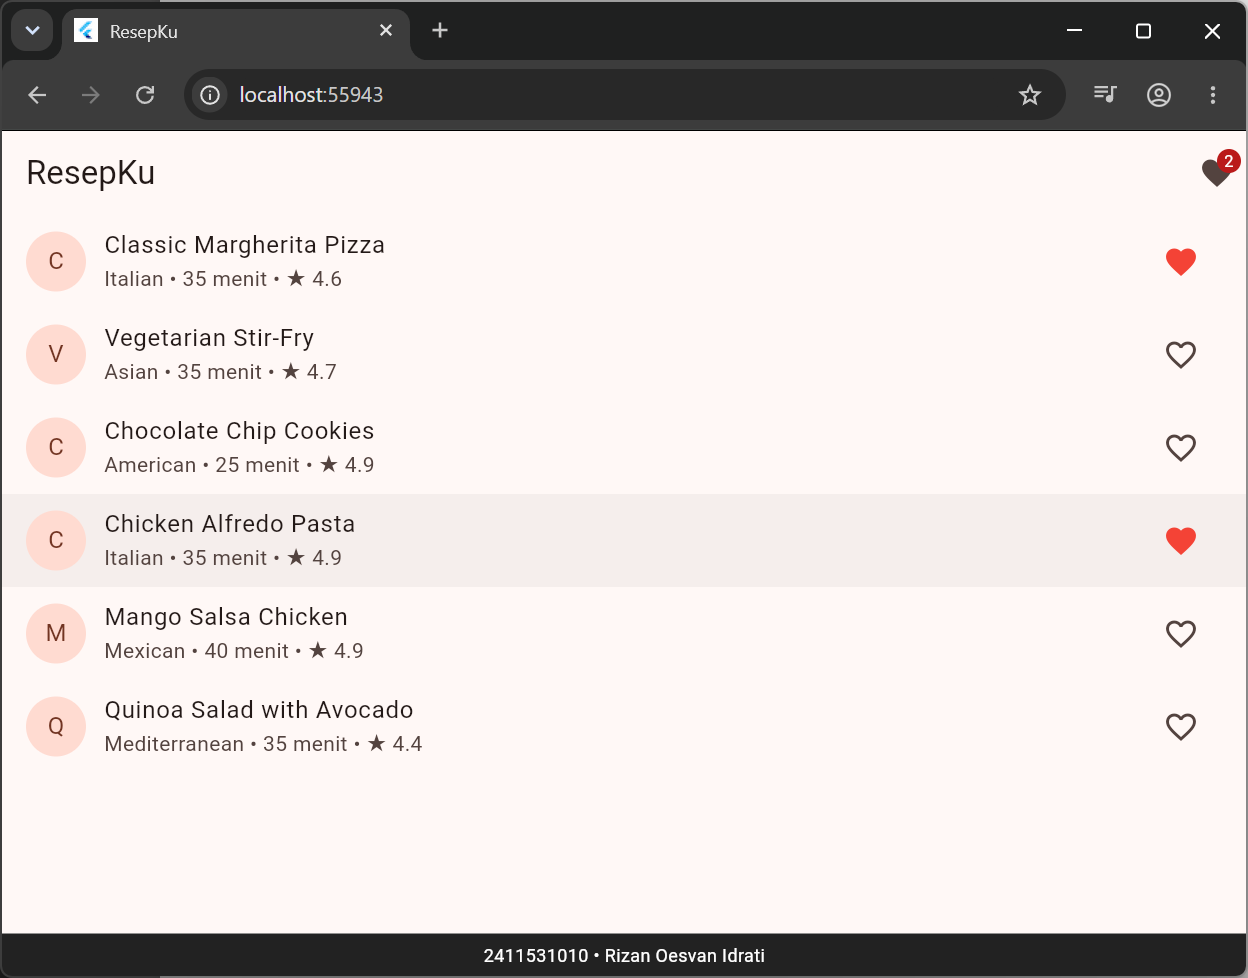 ResepKu
localhost:55943
ResepKu
2
C
Classic Margherita Pizza
Italian • 35 menit • ★ 4.6
V
Vegetarian Stir-Fry
Asian • 35 menit • ★ 4.7
C
Chocolate Chip Cookies
American • 25 menit • ★ 4.9
C
Chicken Alfredo Pasta
Italian • 35 menit • ★ 4.9
M
Mango Salsa Chicken
Mexican • 40 menit • ★ 4.9
Q
Quinoa Salad with Avocado
Mediterranean • 35 menit • ★ 4.4
2411531010 • Rizan Oesvan Idrati